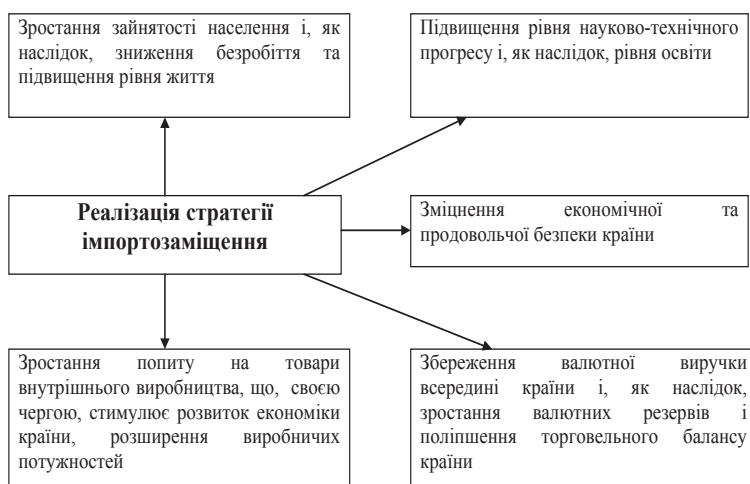 Зростання зайнятості населення і, як
наслідок, зниження безробіття та
підвищення рівня життя
Підвищення рівня науково-технічного
прогресу і, як наслідок, рівня освіти
Реалізація стратегії
імпортозаміщення
Зміцнення економічної та
продовольчої безпеки країни
Зростання попиту на товари
внутрішнього виробництва, що, своєю
чергою, стимулює розвиток економіки
країни, розширення виробничих
потужностей
Збереження валютної виручки
всередині країни і, як наслідок,
зростання валютних резервів і
поліпшення торговельного балансу
країни